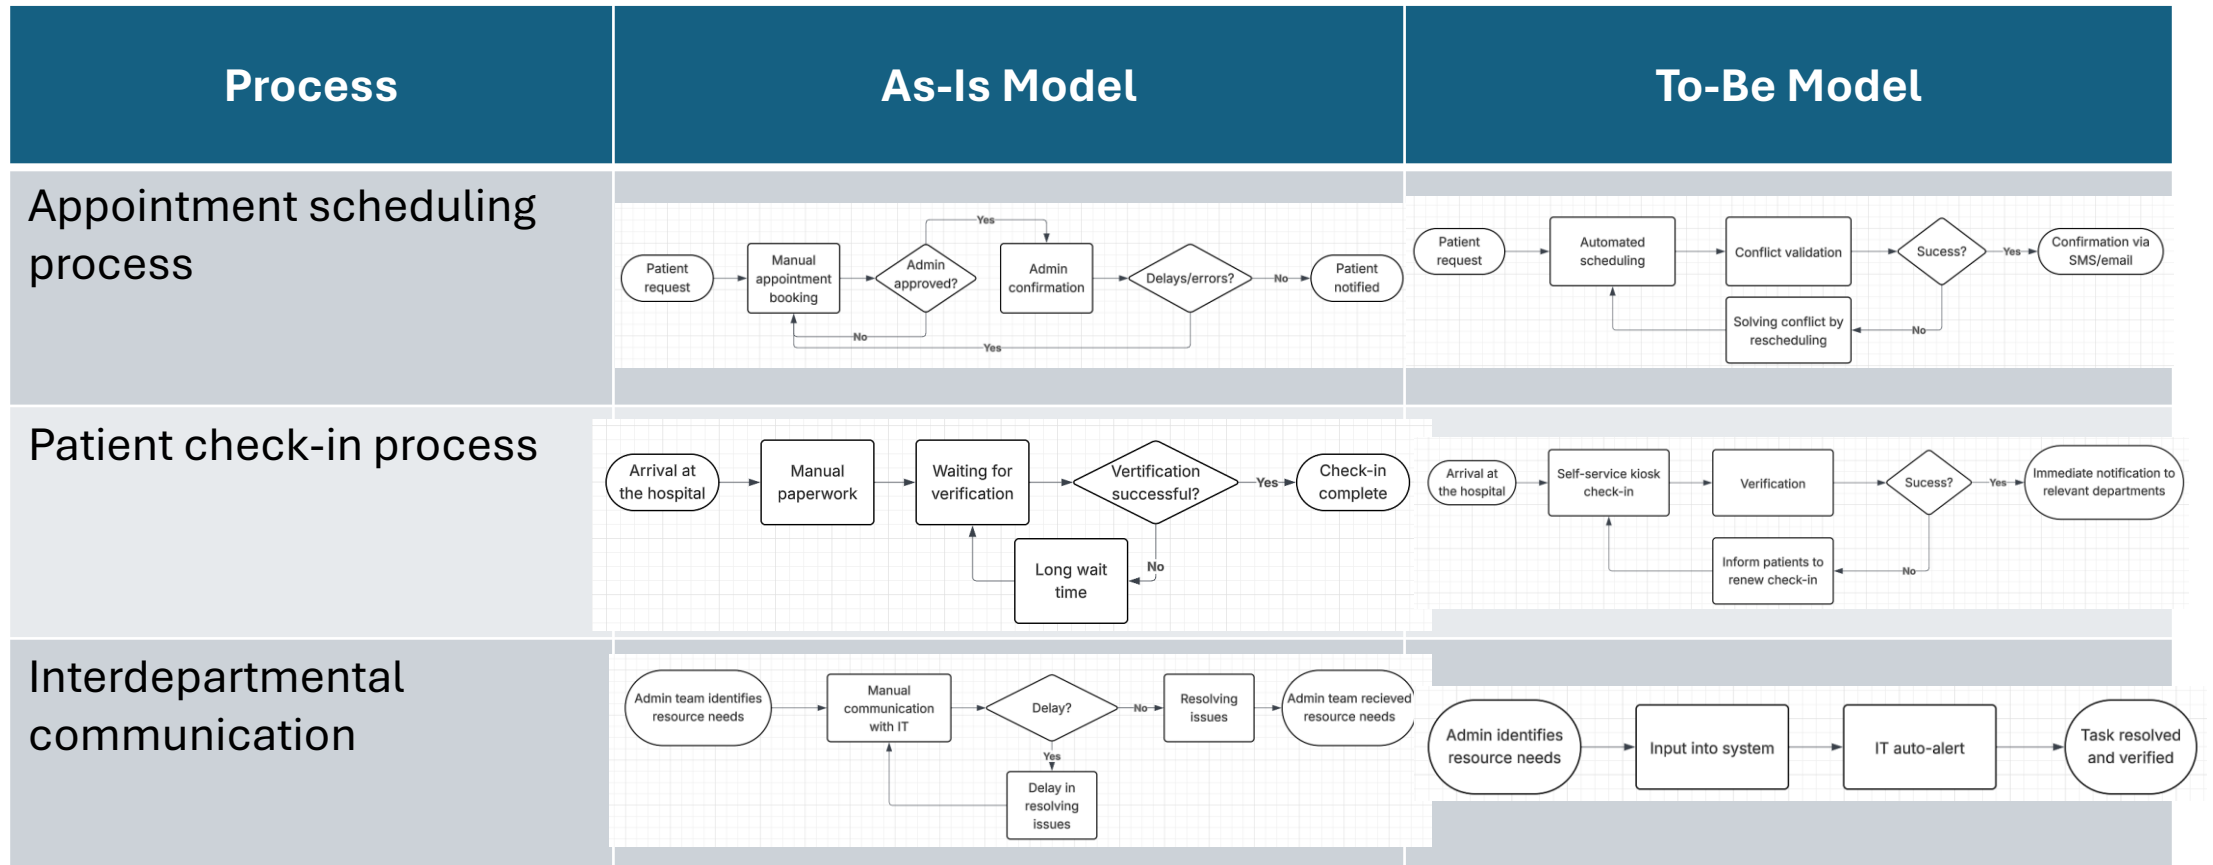 Process
As-Is Model
To-Be Model
Appointment scheduling
process
Patient
request
Manual
appointment
booking
Admin
approved?
Yes
No
Admin
confirmation
Delays/errors?
No
Yes
Patient
notified
Patient
request
Automated
scheduling
Conflict validation
Sucess?
Yes
Confirmation via
SMS/email
No
Solving conflict by
rescheduling
Patient check-in process
Arrival at
the hospital
Manual
paperwork
Waiting for
verification
Vertification
successful?
Yes
Check-in
complete
No
Long wait
time
Arrival at
the hospital
Self-service kiosk
check-in
Verification
Sucess?
Yes
Immediate notification to
relevant departments
No
Inform patients to
renew check-in
Interdepartmental
communication
Admin team identifies
resource needs
Manual
communication
with IT
Delay?
No
Resolving
issues
Admin team recieved
resource needs
Yes
Delay in
resolving
issues
Admin identifies
resource needs
Input into system
IT auto-alert
Task resolved
and verified